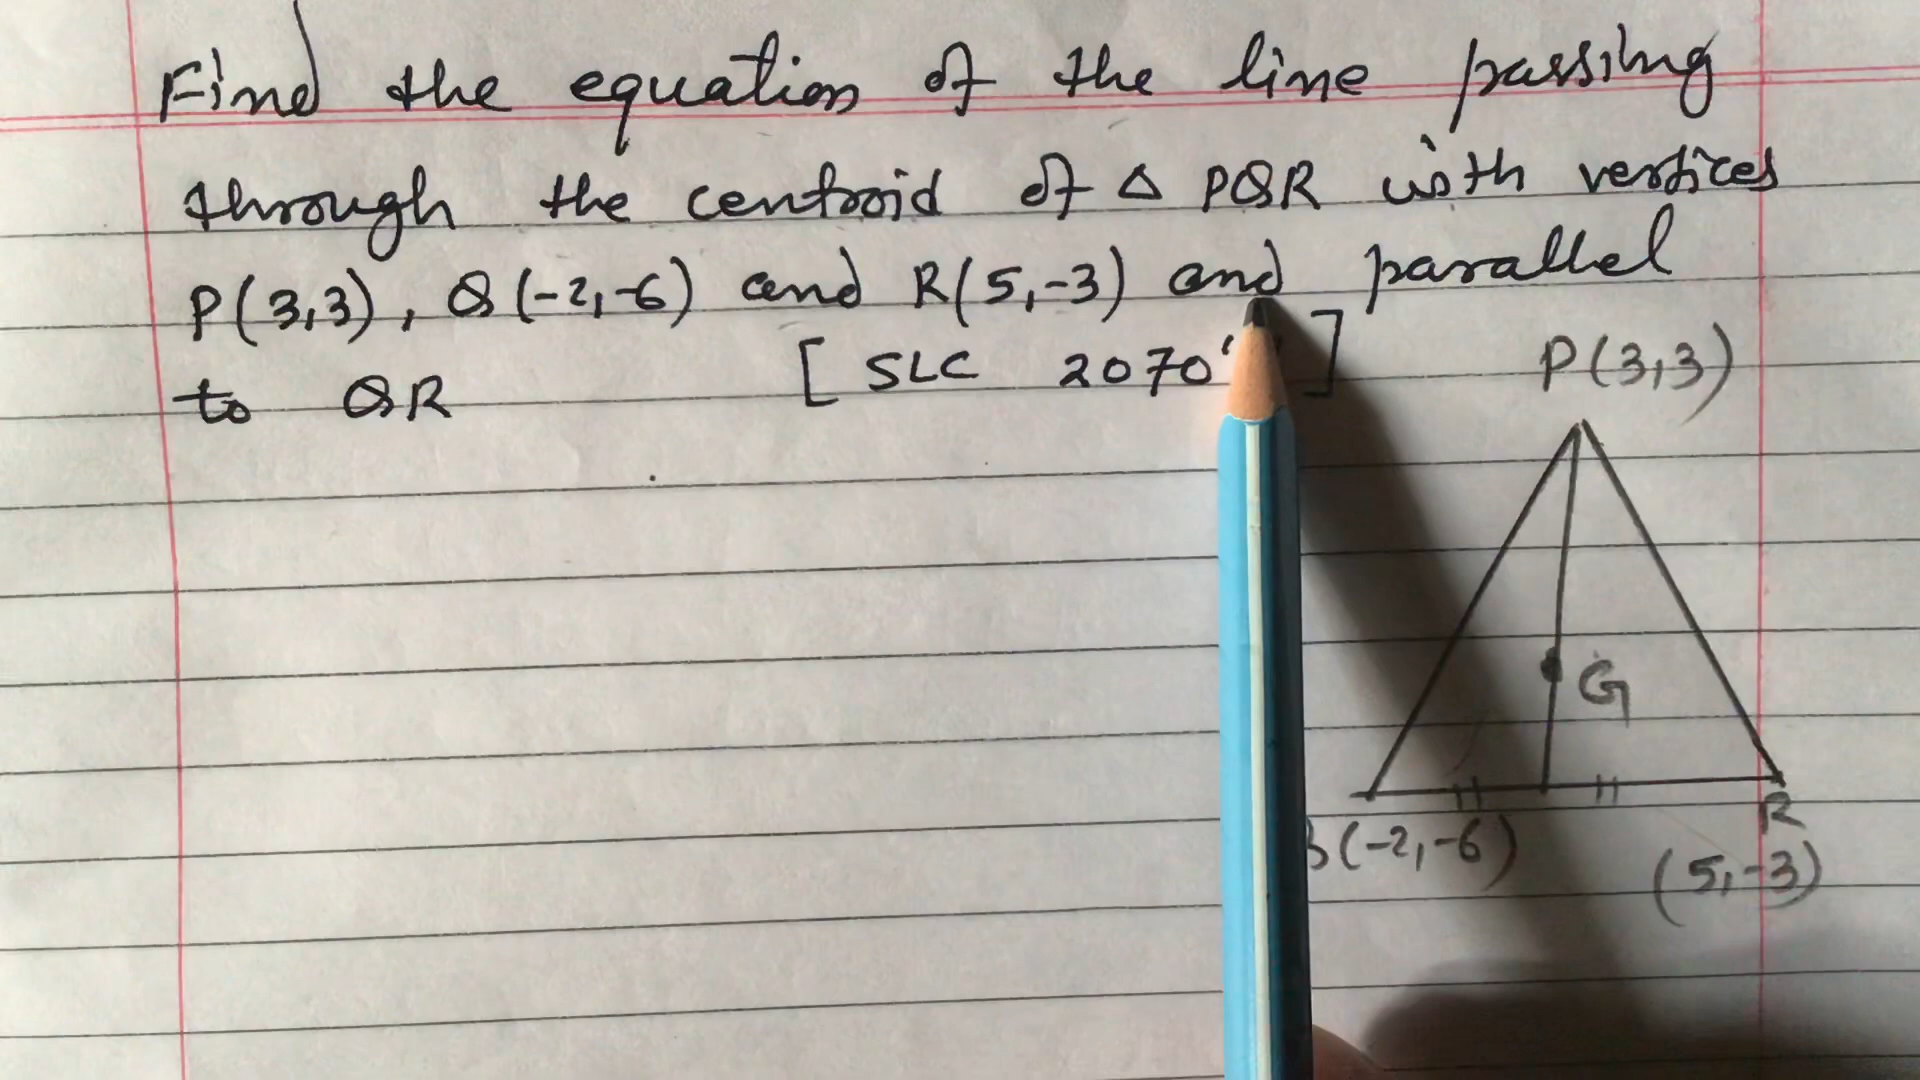 Find the equation of the line passing
through the centroid of △ PQR with vertices
P(3,3), Q(-2,-6) and R(5,-3) and parallel
to QR [ SLC 2070' ]
P(3,3)
G
(-2,-6)
R
(5,-3)